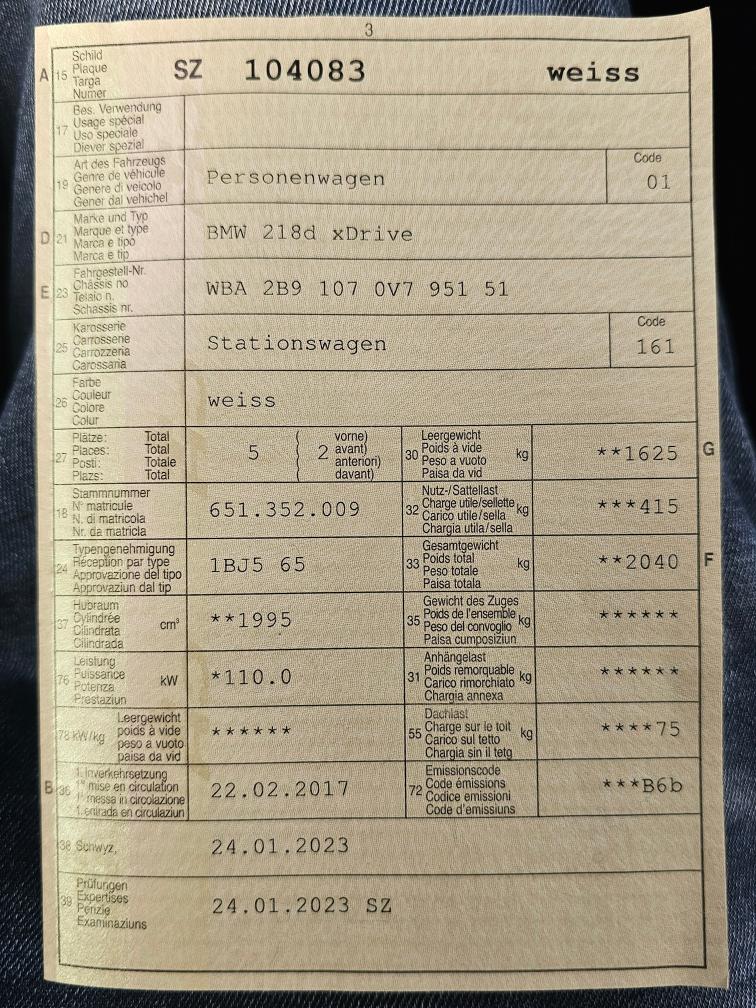 3
A 15 Schild SZ 104083 weiss
Plaque
Targa
Numer
17 Bes. Verwendung
Usage spécial
Uso speciale
Diever spezial
19 Art des Fahrzeugs Personenwagen Code 01
Genre de véhicule
Genere di veicolo
Gener dal vehichel
D 21 Marke und Typ BMW 218d xDrive
Marque et type
Marca e tipo
Marca e tip
E 23 Fahrgestell-Nr. WBA 2B9 107 0V7 951 51
Châssis no
Telaio n.
Schassis nr.
25 Karosserie Stationswagen Code 161
Carrosserie
Carrozzeria
Carossaria
26 Farbe weiss
Couleur
Colore
Colur
27 Plätze: Total 5 ( 2 vorne)
Places: Total avant)
Posti: Totale anteriori)
Plazs: Total davant)
30 Leergewicht kg **1625 G
Poids à vide
Peso a vuoto
Paisa da vid
18 Stammnummer 651.352.009
N° matricule
N. di matricola
Nr. da matricla
32 Nutz-/Sattellast kg ***415
Charge utile/sellette
Carico utile/sella
Chargia utila/sella
24 Typengenehmigung 1BJ5 65
Réception par type
Approvazione del tipo
Approvaziun dal tip
33 Gesamtgewicht kg **2040 F
Poids total
Peso totale
Paisa totala
37 Hubraum cm³ **1995
Cylindrée
Cilindrata
Cilindrada
35 Gewicht des Zuges kg ******
Poids de l'ensemble
Peso del convoglio
Paisa cumposiziun
76 Leistung kW *110.0
Puissance
Potenza
Prestaziun
31 Anhängelast kg ******
Poids remorquable
Carico rimorchiato
Chargia annexa
78 kW/kg Leergewicht ******
poids à vide
peso a vuoto
paisa da vid
55 Dachlast kg ****75
Charge sur le toit
Carico sul tetto
Chargia sin il tetg
B 36 1. Inverkehrsetzung 22.02.2017
1re mise en circulation
1a messa in circolazione
1. entrada en circulaziun
72 Emissionscode ***B6b
Code émissions
Codice emissioni
Code d'emissiuns
38 Schwyz, 24.01.2023
39 Prüfungen 24.01.2023 SZ
Expertises
Perizie
Examinaziuns